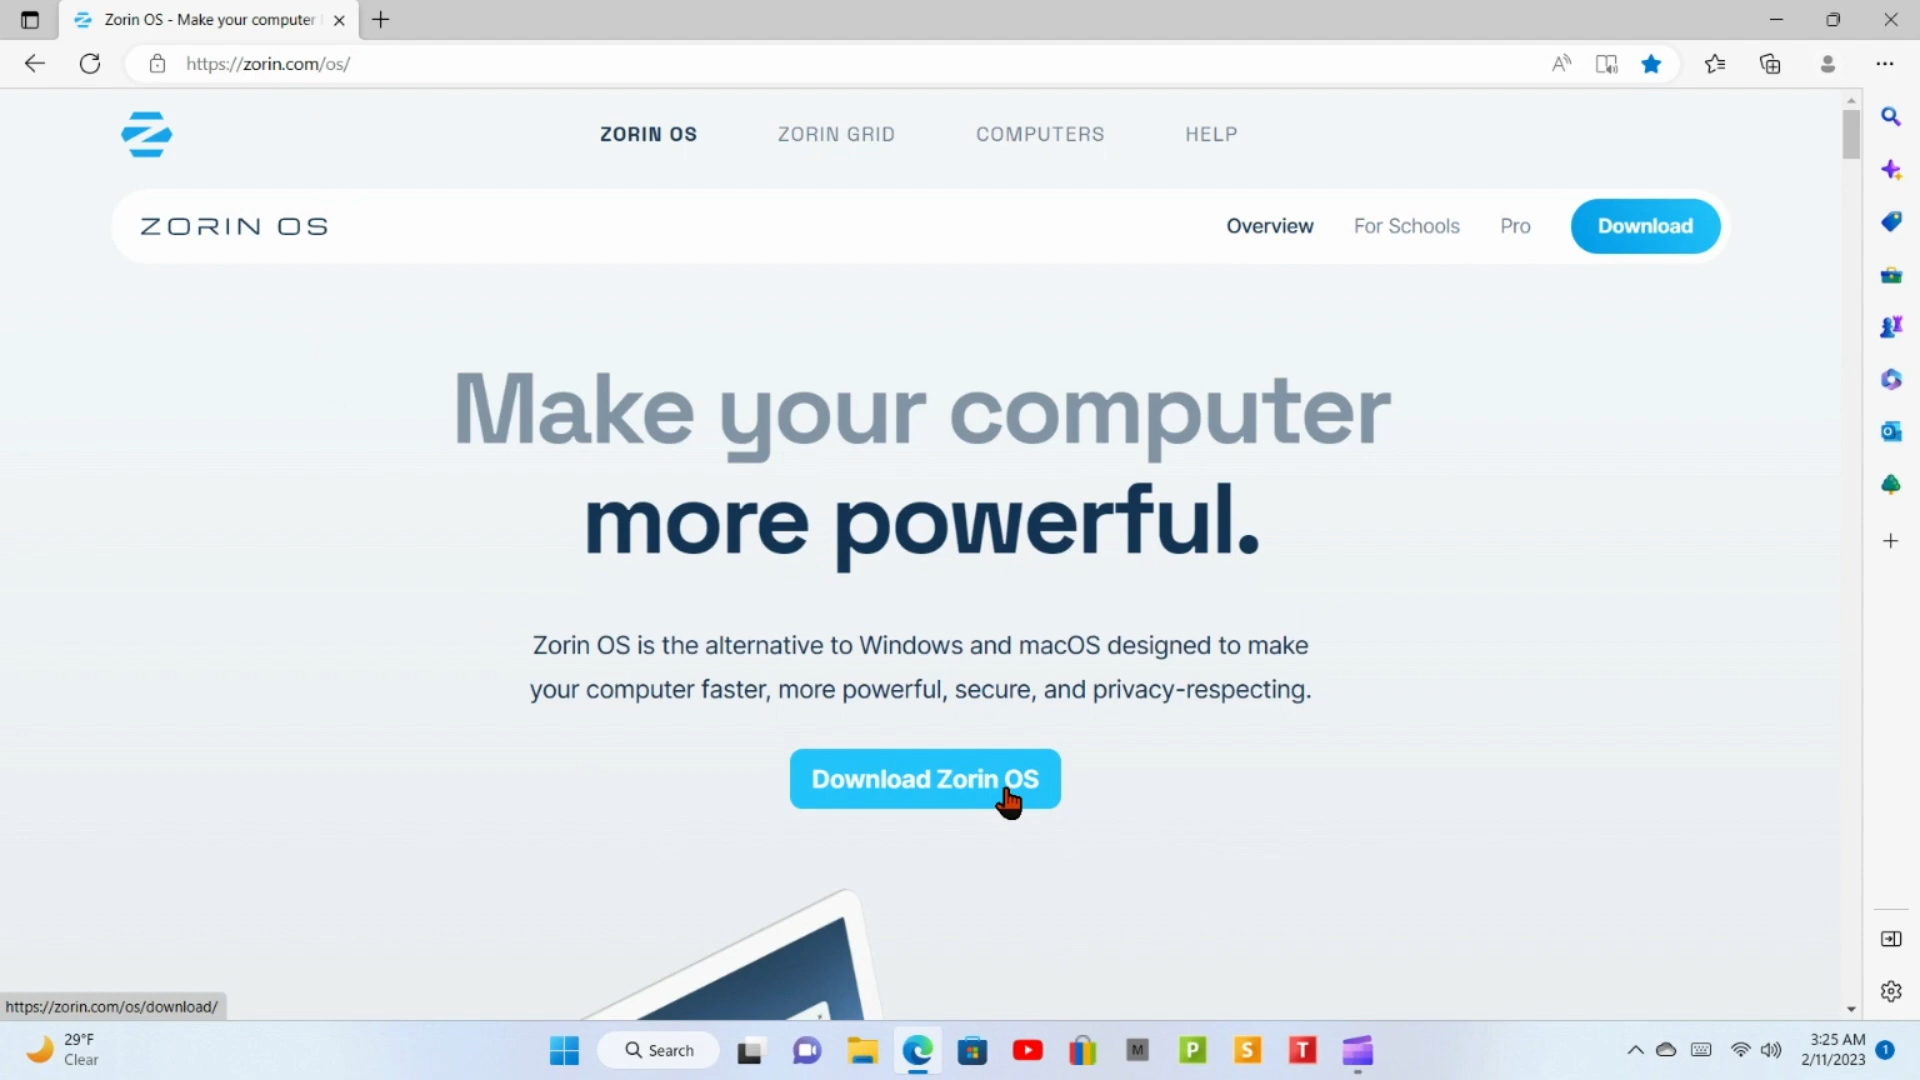 Zorin OS - Make your computer
https://zorin.com/os/
ZORIN OS
ZORIN GRID
COMPUTERS
HELP
ZORIN OS
Overview
For Schools
Pro
Download
Make your computer
more powerful.
Zorin OS is the alternative to Windows and macOS designed to make
your computer faster, more powerful, secure, and privacy-respecting.
Download Zorin OS
https://zorin.com/os/download/
29°F
Clear
Search
M
P
S
T
3:25 AM
2/11/2023
1